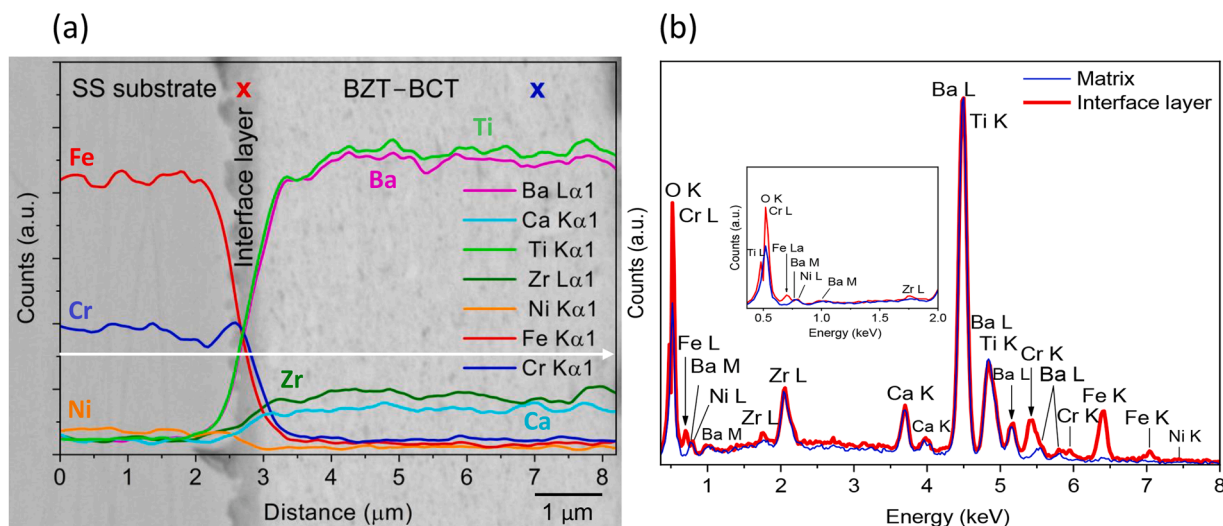 (a)
SS substrate
x
BZT–BCT
x
Interface layer
Fe
Ti
Ba
Cr
Ni
Zr
Ca
Ba Lα1
Ca Kα1
Ti Kα1
Zr Lα1
Ni Kα1
Fe Kα1
Cr Kα1
Counts (a.u.)
0 1 2 3 4 5 6 7 8
Distance (μm)
1 μm
(b)
Matrix
Interface layer
Ba L
Ti K
O K
Cr L
Fe L
Ba M
Ni L
Ba M
Zr L
Zr L
Ca K
Ca K
Ba L
Ti K
Ba L
Cr K
Ba L
Cr K
Fe K
Fe K
Ni K
Counts (a.u.)
1 2 3 4 5 6 7 8
Energy (keV)
O K
Cr L
Ti L
Fe La
Ba M
Ni L
Ba M
Zr L
Counts (a.u.)
0.5 1.0 1.5 2.0
Energy (keV)